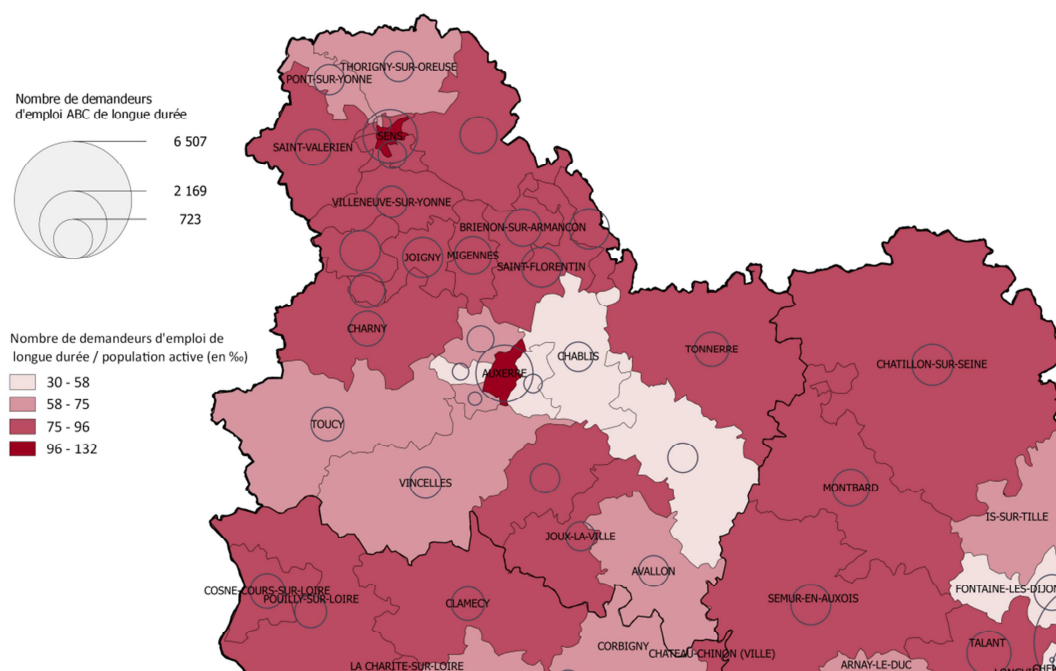 THORIGNY-SUR-OREUSE
PONT-SUR-YONNE
Nombre de demandeurs
d'emploi ABC de longue durée
6 507
2 169
723
SENS
SAINT-VALERIEN
VILLENEUVE-SUR-YONNE
BRIENON-SUR-ARMANCON
JOIGNY
MIGENNES
SAINT-FLORENTIN
CHARNY
Nombre de demandeurs d'emploi de
longue durée / population active (en ‰)
30 - 58
58 - 75
75 - 96
96 - 132
AUXERRE
CHABLIS
TONNERRE
CHATILLON-SUR-SEINE
TOUCY
VINCELLES
MONTBARD
IS-SUR-TILLE
JOUX-LA-VILLE
AVALLON
COSNE-COURS-SUR-LOIRE
POUILLY-SUR-LOIRE
CLAMECY
SEMUR-EN-AUXOIS
FONTAINE-LES-DIJON
CORBIGNY
CHATEAU-CHINON (VILLE)
TALANT
LA CHARITE-SUR-LOIRE
ARNAY-LE-DUC